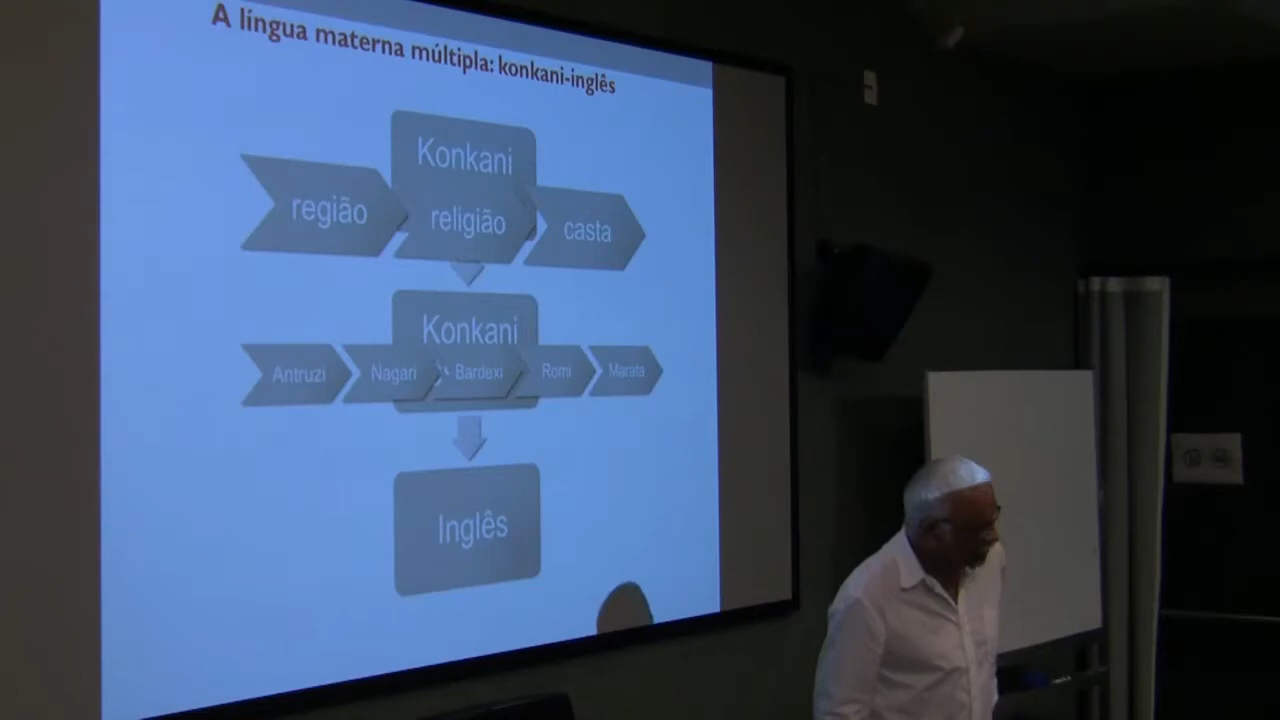 A língua materna múltipla: konkani-inglês
Konkani
região religião casta
Konkani
Antruzi Nagari Bardexi Romi Marata
Inglês